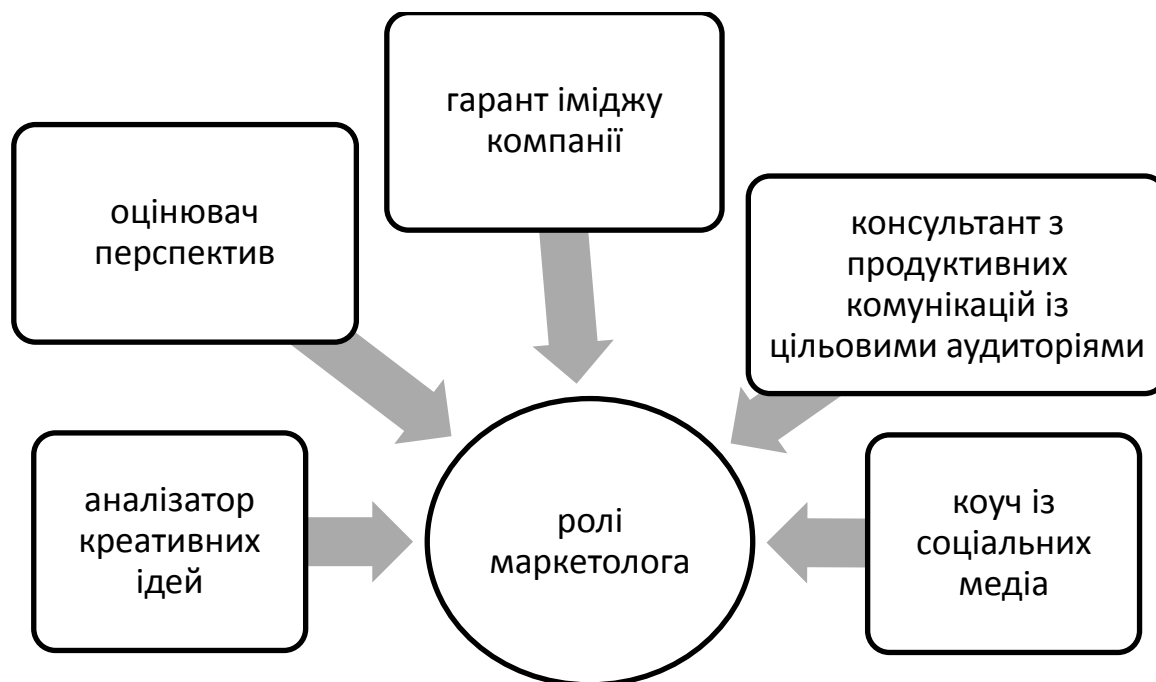 гарант іміджу
компанії
оцінювач
перспектив
консультант з
продуктивних
комунікацій із
цільовими аудиторіями
аналізатор
креативних
ідей
ролі
маркетолога
коуч із
соціальних
медіа